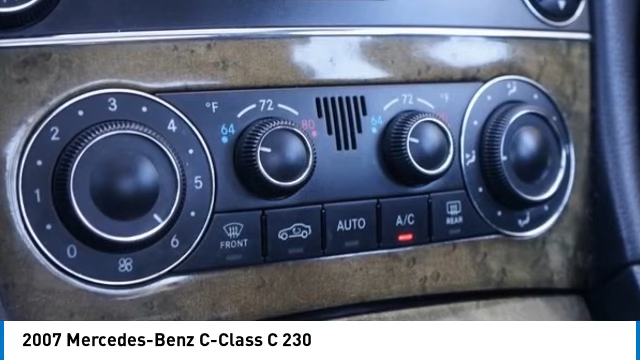 0 1 2 3 4 5 6
°F 64 72 80
64 72 °F
FRONT AUTO A/C REAR
2007 Mercedes-Benz C-Class C 230